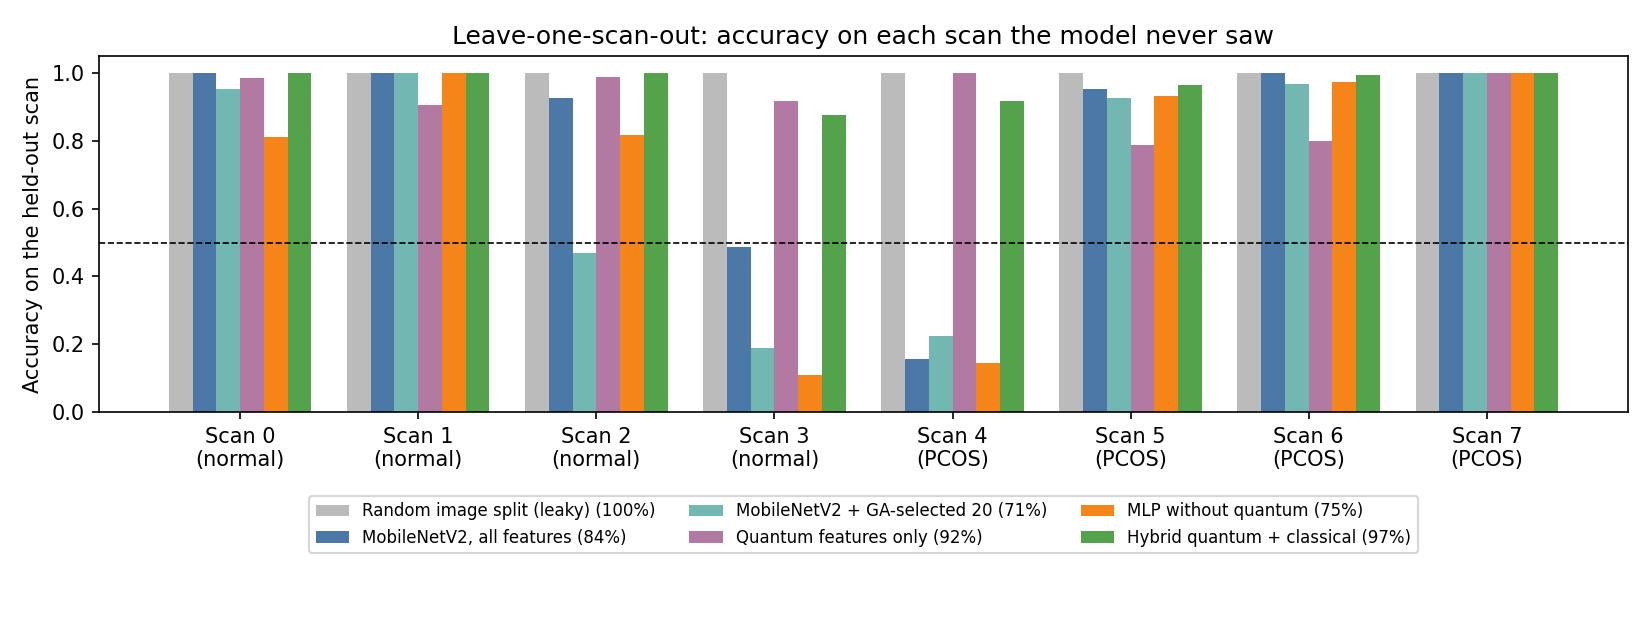 Leave-one-scan-out: accuracy on each scan the model never saw
Accuracy on the held-out scan
1.0
0.8
0.6
0.4
0.2
0.0
Scan 0 Scan 1 Scan 2 Scan 3 Scan 4 Scan 5 Scan 6 Scan 7
(normal) (normal) (normal) (normal) (PCOS) (PCOS) (PCOS) (PCOS)
Random image split (leaky) (100%) MobileNetV2 + GA-selected 20 (71%) MLP without quantum (75%)
MobileNetV2, all features (84%) Quantum features only (92%) Hybrid quantum + classical (97%)